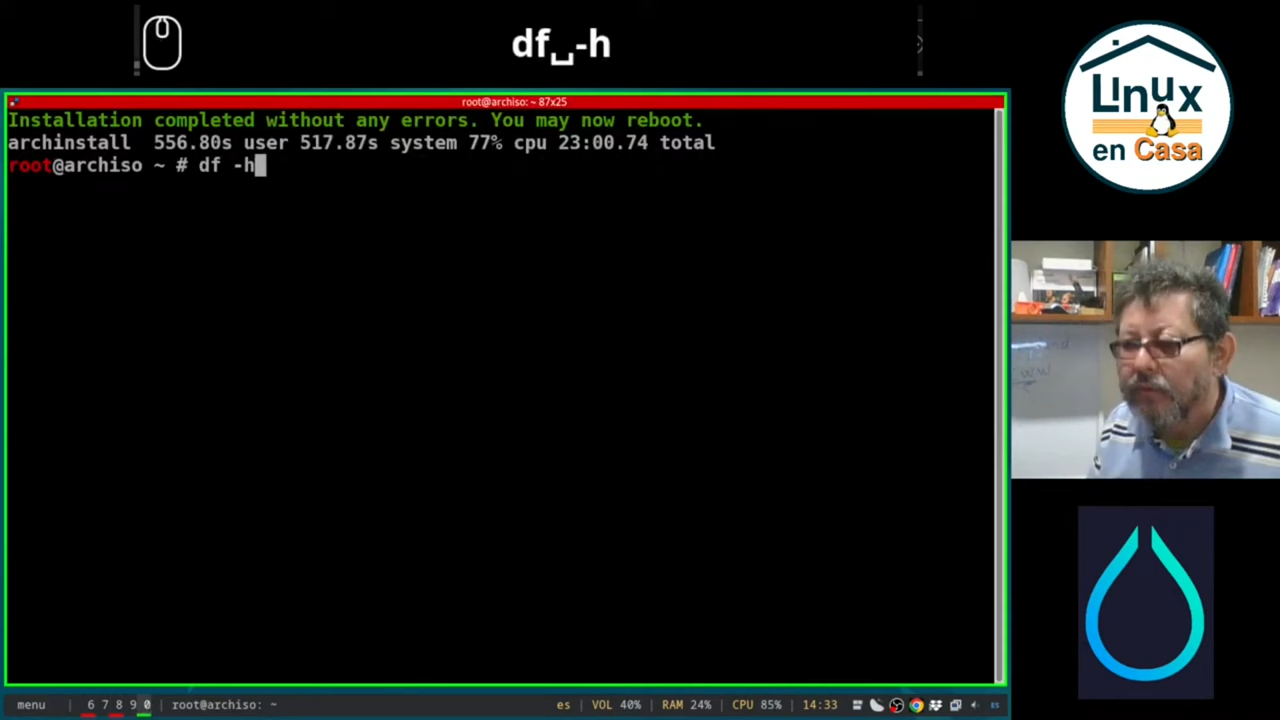 df␣-h
root@archiso: ~ 87x25
Installation completed without any errors. You may now reboot.
archinstall  556.80s user 517.87s system 77% cpu 23:00.74 total
root@archiso ~ # df -h
LInux
en Casa
menu | 6 7 8 9 0 | root@archiso: ~
es | VOL 40% | RAM 24% | CPU 85% | 14:33
ES